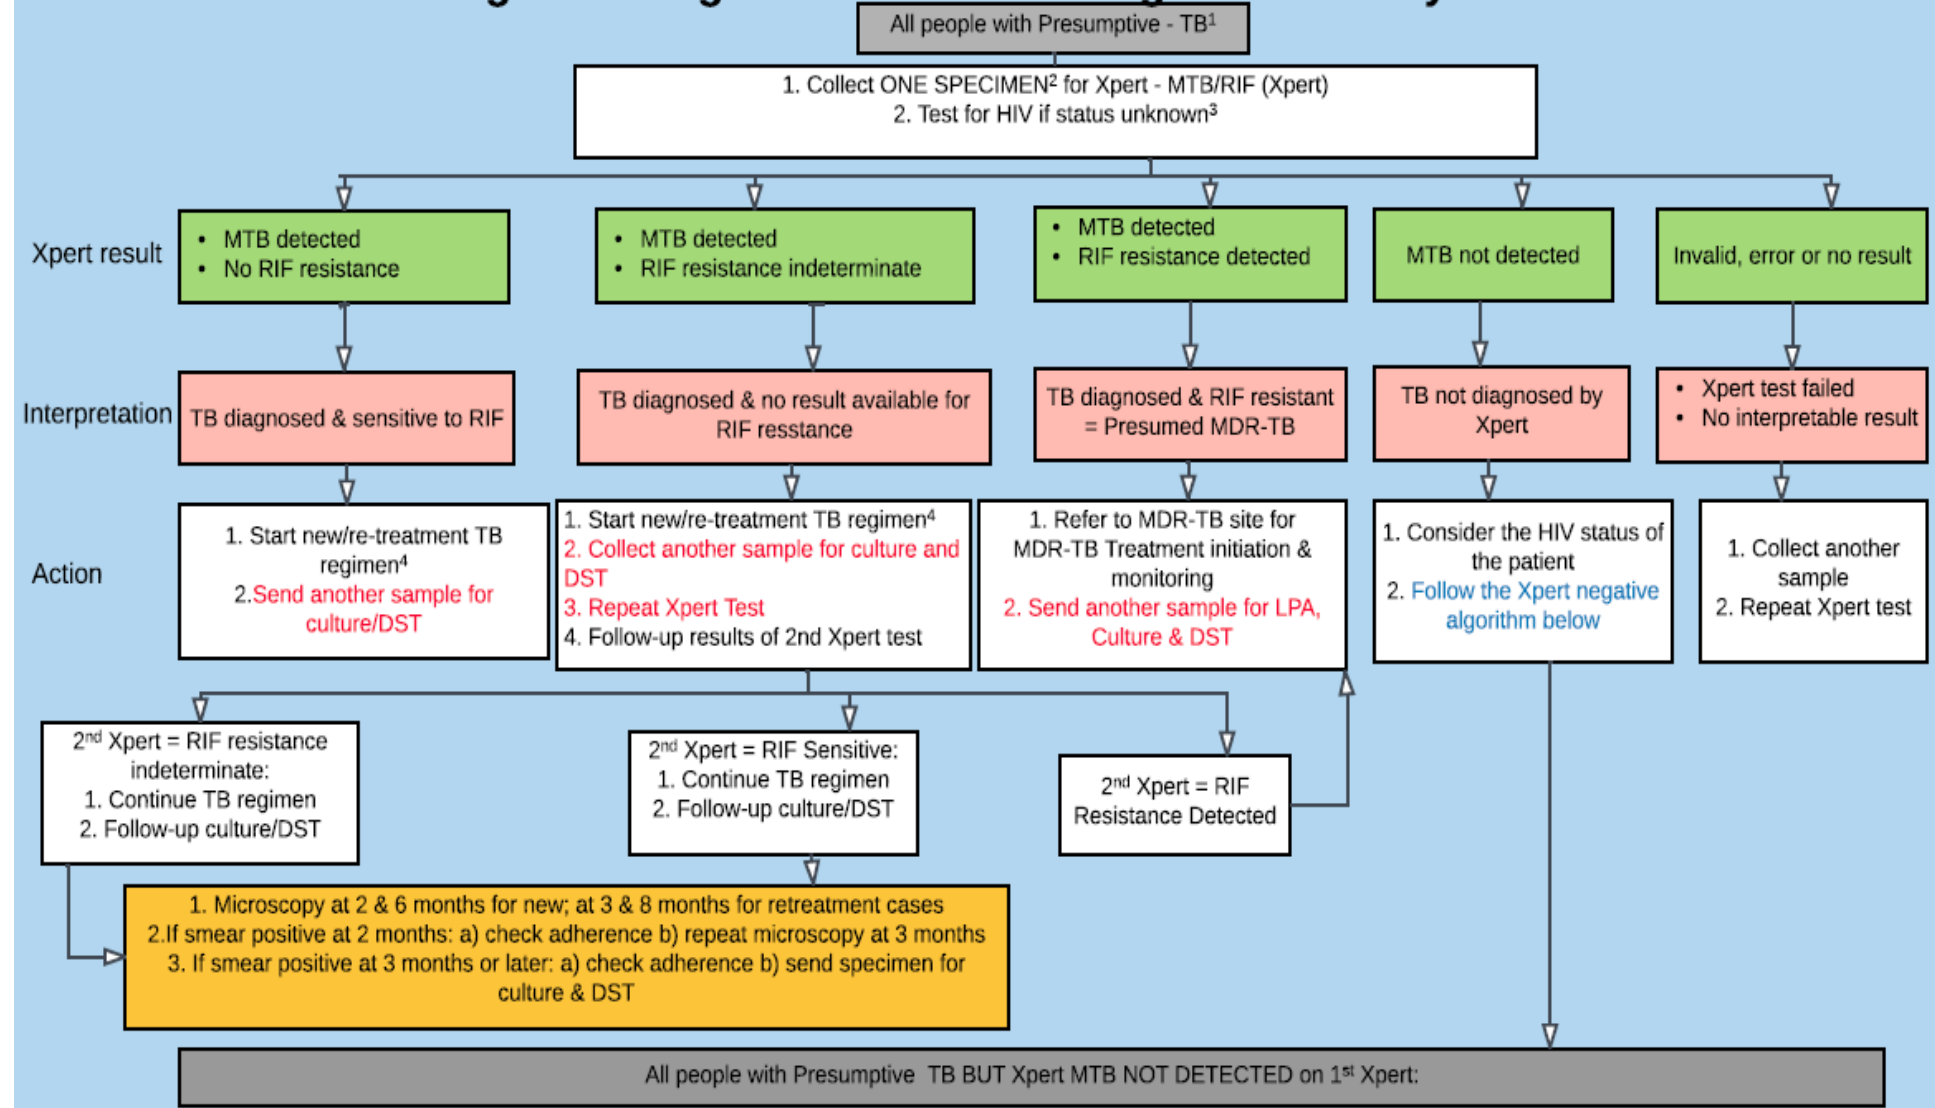 All people with Presumptive - TB¹
1. Collect ONE SPECIMEN² for Xpert - MTB/RIF (Xpert)
2. Test for HIV if status unknown³
Xpert result
• MTB detected
• No RIF resistance
• MTB detected
• RIF resistance indeterminate
• MTB detected
• RIF resistance detected
MTB not detected
Invalid, error or no result
Interpretation
TB diagnosed & sensitive to RIF
TB diagnosed & no result available for
RIF resstance
TB diagnosed & RIF resistant
= Presumed MDR-TB
TB not diagnosed by
Xpert
• Xpert test failed
• No interpretable result
Action
1. Start new/re-treatment TB
regimen⁴
2.Send another sample for
culture/DST
1. Start new/re-treatment TB regimen⁴
2. Collect another sample for culture and
DST
3. Repeat Xpert Test
4. Follow-up results of 2nd Xpert test
1. Refer to MDR-TB site for
MDR-TB Treatment initiation &
monitoring
2. Send another sample for LPA,
Culture & DST
1. Consider the HIV status of
the patient
2. Follow the Xpert negative
algorithm below
1. Collect another
sample
2. Repeat Xpert test
2ⁿᵈ Xpert = RIF resistance
indeterminate:
1. Continue TB regimen
2. Follow-up culture/DST
2ⁿᵈ Xpert = RIF Sensitive:
1. Continue TB regimen
2. Follow-up culture/DST
2ⁿᵈ Xpert = RIF
Resistance Detected
1. Microscopy at 2 & 6 months for new; at 3 & 8 months for retreatment cases
2.If smear positive at 2 months: a) check adherence b) repeat microscopy at 3 months
3. If smear positive at 3 months or later: a) check adherence b) send specimen for
culture & DST
All people with Presumptive TB BUT Xpert MTB NOT DETECTED on 1ˢᵗ Xpert: